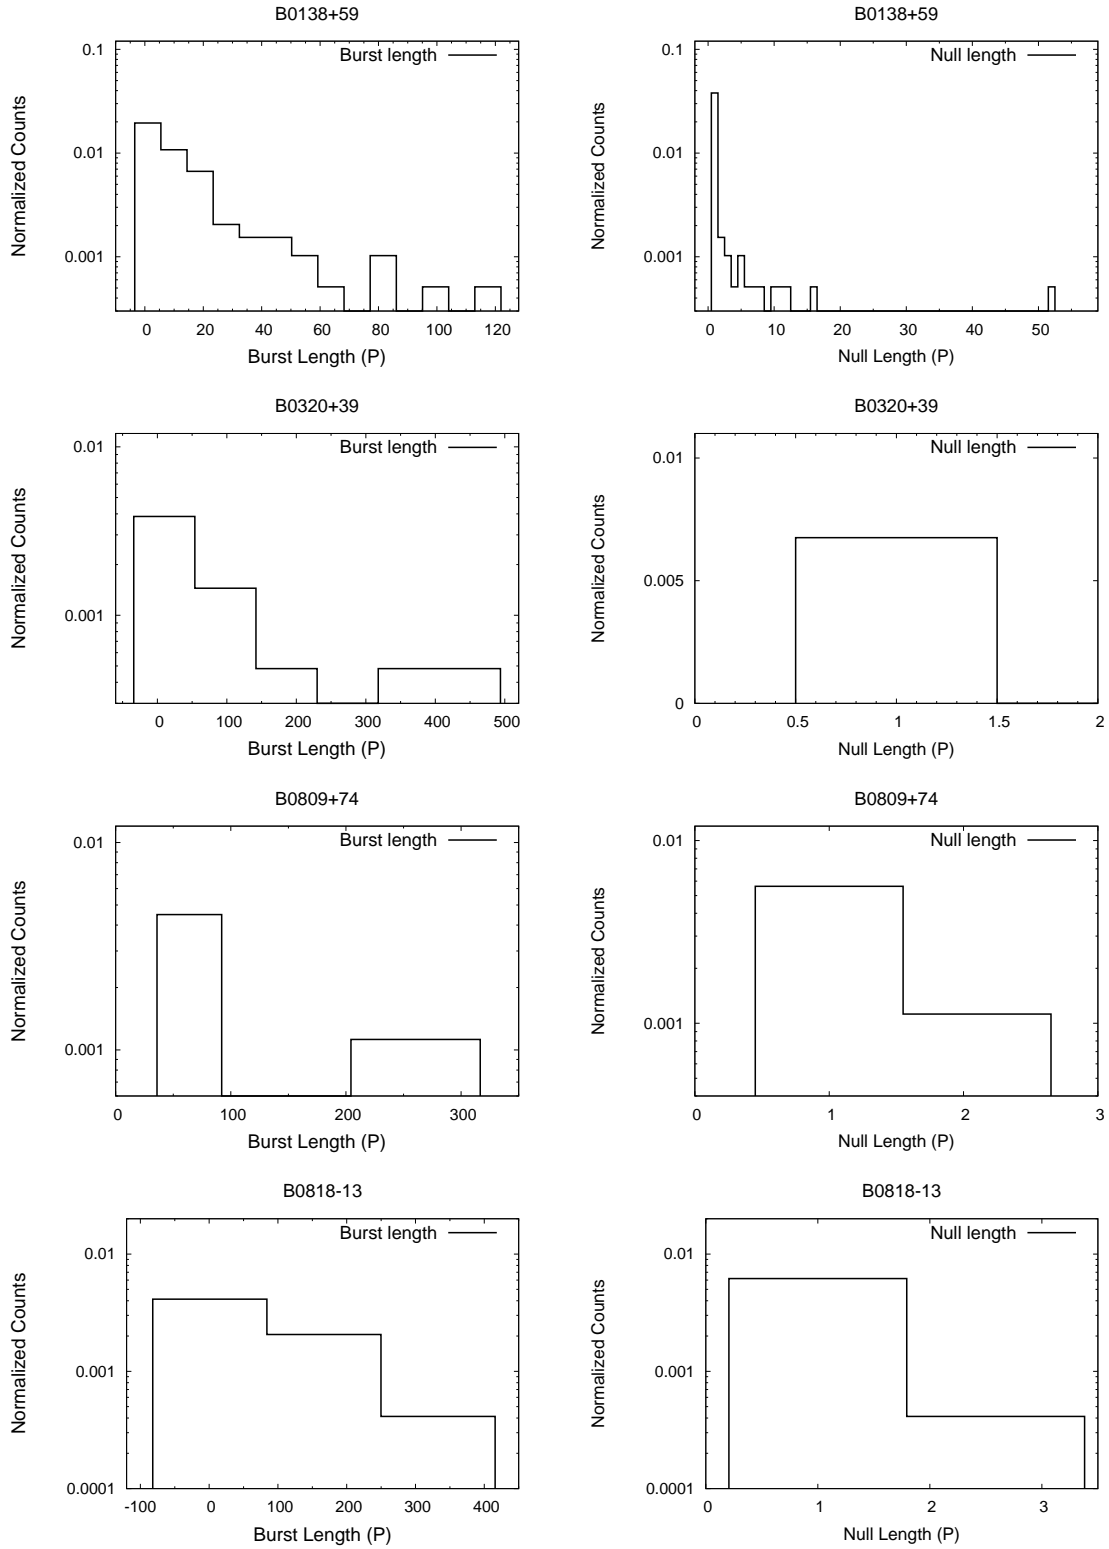 B0138+59
B0138+59
Normalized Counts
0.1
0.01
0.001
Burst length
0 20 40 60 80 100 120
Burst Length (P)
Normalized Counts
0.1
0.01
0.001
Null length
0 10 20 30 40 50
Null Length (P)
B0320+39
B0320+39
Normalized Counts
0.01
0.001
Burst length
0 100 200 300 400 500
Burst Length (P)
Normalized Counts
0.01
0.005
0
Null length
0 0.5 1 1.5 2
Null Length (P)
B0809+74
B0809+74
Normalized Counts
0.01
0.001
Burst length
0 100 200 300
Burst Length (P)
Normalized Counts
0.01
0.001
Null length
0 1 2 3
Null Length (P)
B0818-13
B0818-13
Normalized Counts
0.01
0.001
0.0001
Burst length
-100 0 100 200 300 400
Burst Length (P)
Normalized Counts
0.01
0.001
0.0001
Null length
0 1 2 3
Null Length (P)